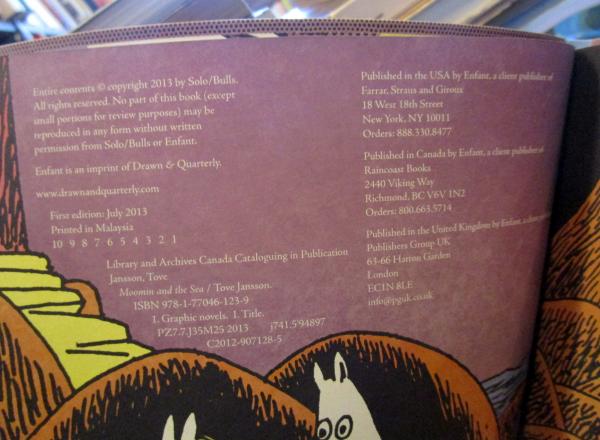 Entire contents © copyright 2013 by Solo/Bulls.
All rights reserved. No part of this book (except
small portions for review purposes) may be
reproduced in any form without written
permission from Solo/Bulls or Enfant.
Enfant is an imprint of Drawn & Quarterly.
www.drawnandquarterly.com
First edition: July 2013
Printed in Malaysia
10 9 8 7 6 5 4 3 2 1
Library and Archives Canada Cataloguing in Publication
Jansson, Tove
Moomin and the Sea / Tove Jansson.
ISBN 978-1-77046-123-9
1. Graphic novels. I. Title.
PZ7.7.J35M25 2013 j741.5'94897
C2012-907128-5
Published in the USA by Enfant, a client publisher of
Farrar, Straus and Giroux
18 West 18th Street
New York, NY 10011
Orders: 888.330.8477
Published in Canada by Enfant, a client publisher of
Raincoast Books
2440 Viking Way
Richmond, BC V6V 1N2
Orders: 800.663.5714
Published in the United Kingdom by Enfant, a client
Publishers Group UK
63-66 Hatton Garden
London
EC1N 8LE
info@pguk.co.uk